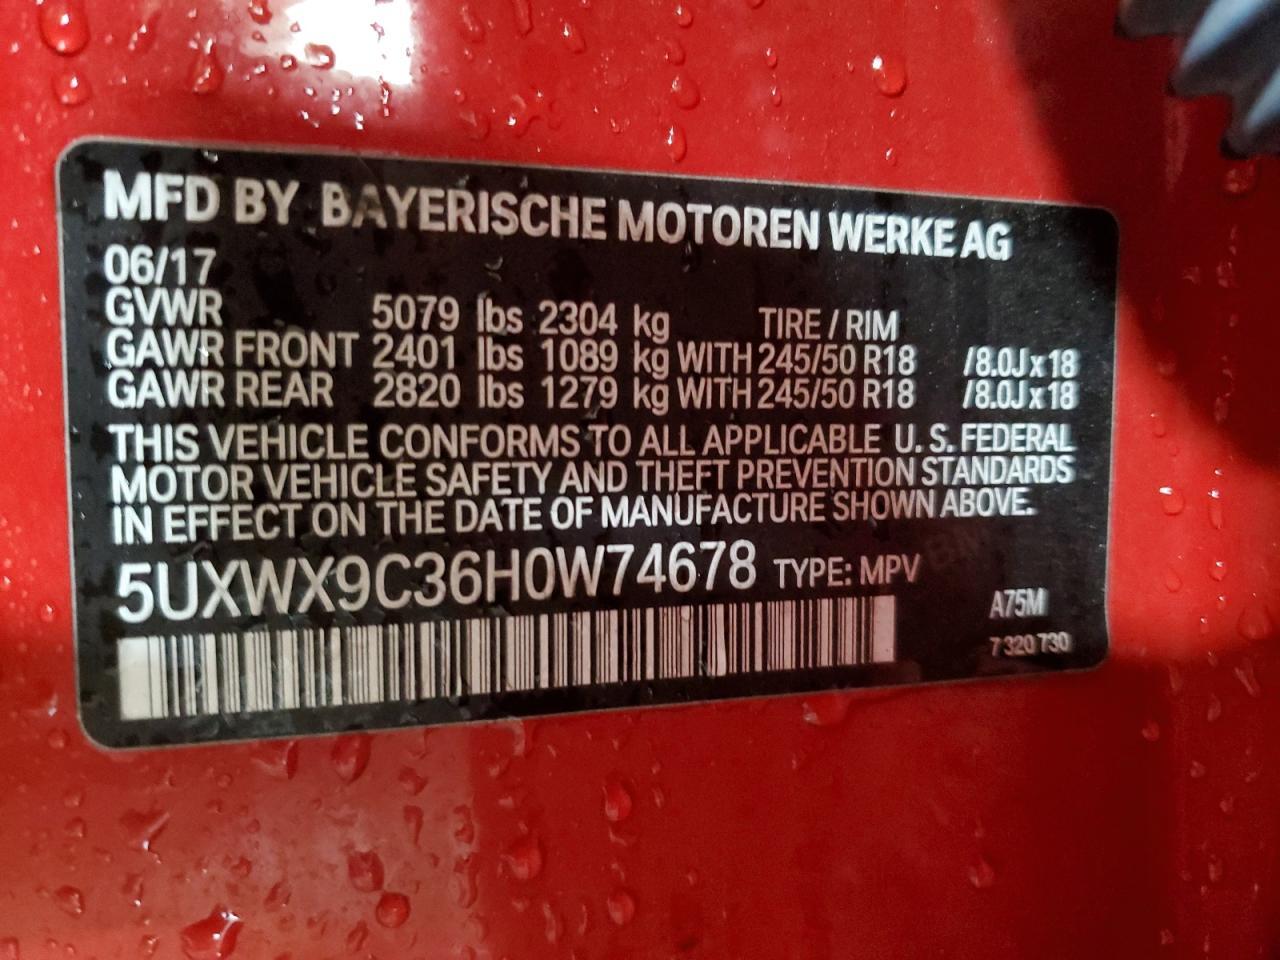 MFD BY BAYERISCHE MOTOREN WERKE AG
06/17
GVWR 5079 lbs 2304 kg TIRE / RIM
GAWR FRONT 2401 lbs 1089 kg WITH 245/50 R18 /8.0J x 18
GAWR REAR 2820 lbs 1279 kg WITH 245/50 R18 /8.0J x 18
THIS VEHICLE CONFORMS TO ALL APPLICABLE U. S. FEDERAL
MOTOR VEHICLE SAFETY AND THEFT PREVENTION STANDARDS
IN EFFECT ON THE DATE OF MANUFACTURE SHOWN ABOVE.
5UXWX9C36H0W74678 TYPE: MPV
A75M
7 320 730